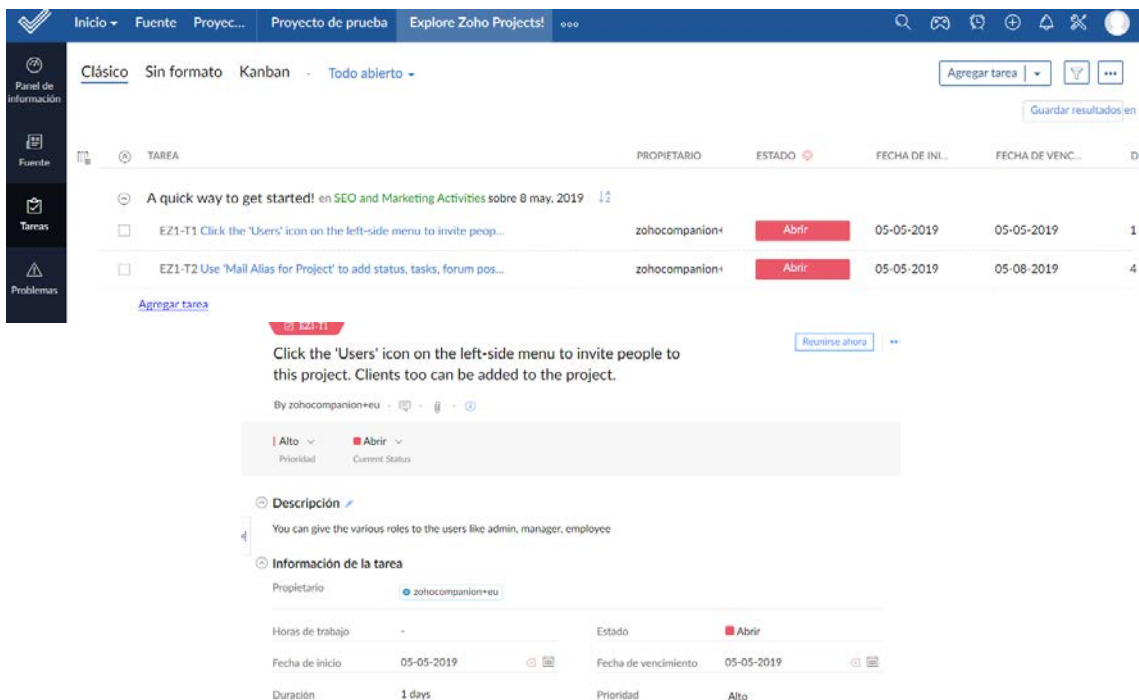 Inicio Fuente Proyec... Proyecto de prueba Explore Zoho Projects!
Panel de información
Fuente
Tareas
Problemas
Clásico Sin formato Kanban - Todo abierto
Agregar tarea
Guardar resultados en
TAREA PROPIETARIO ESTADO FECHA DE INI... FECHA DE VENC... D
A quick way to get started! en SEO and Marketing Activities sobre 8 may. 2019
EZ1-T1 Click the 'Users' icon on the left-side menu to invite peop... zohocompanion+ Abrir 05-05-2019 05-05-2019 1
EZ1-T2 Use 'Mail Alias for Project' to add status, tasks, forum pos... zohocompanion+ Abrir 05-05-2019 05-08-2019 4
Agregar tarea
EZ1-T1
Click the 'Users' icon on the left-side menu to invite people to
this project. Clients too can be added to the project.
Reunirse ahora
By zohocompanion+eu
Alto Abrir
Prioridad Current Status
Descripción
You can give the various roles to the users like admin, manager, employee
Información de la tarea
Propietario zohocompanion+eu
Horas de trabajo - Estado Abrir
Fecha de inicio 05-05-2019 Fecha de vencimiento 05-05-2019
Duración 1 days Prioridad Alto